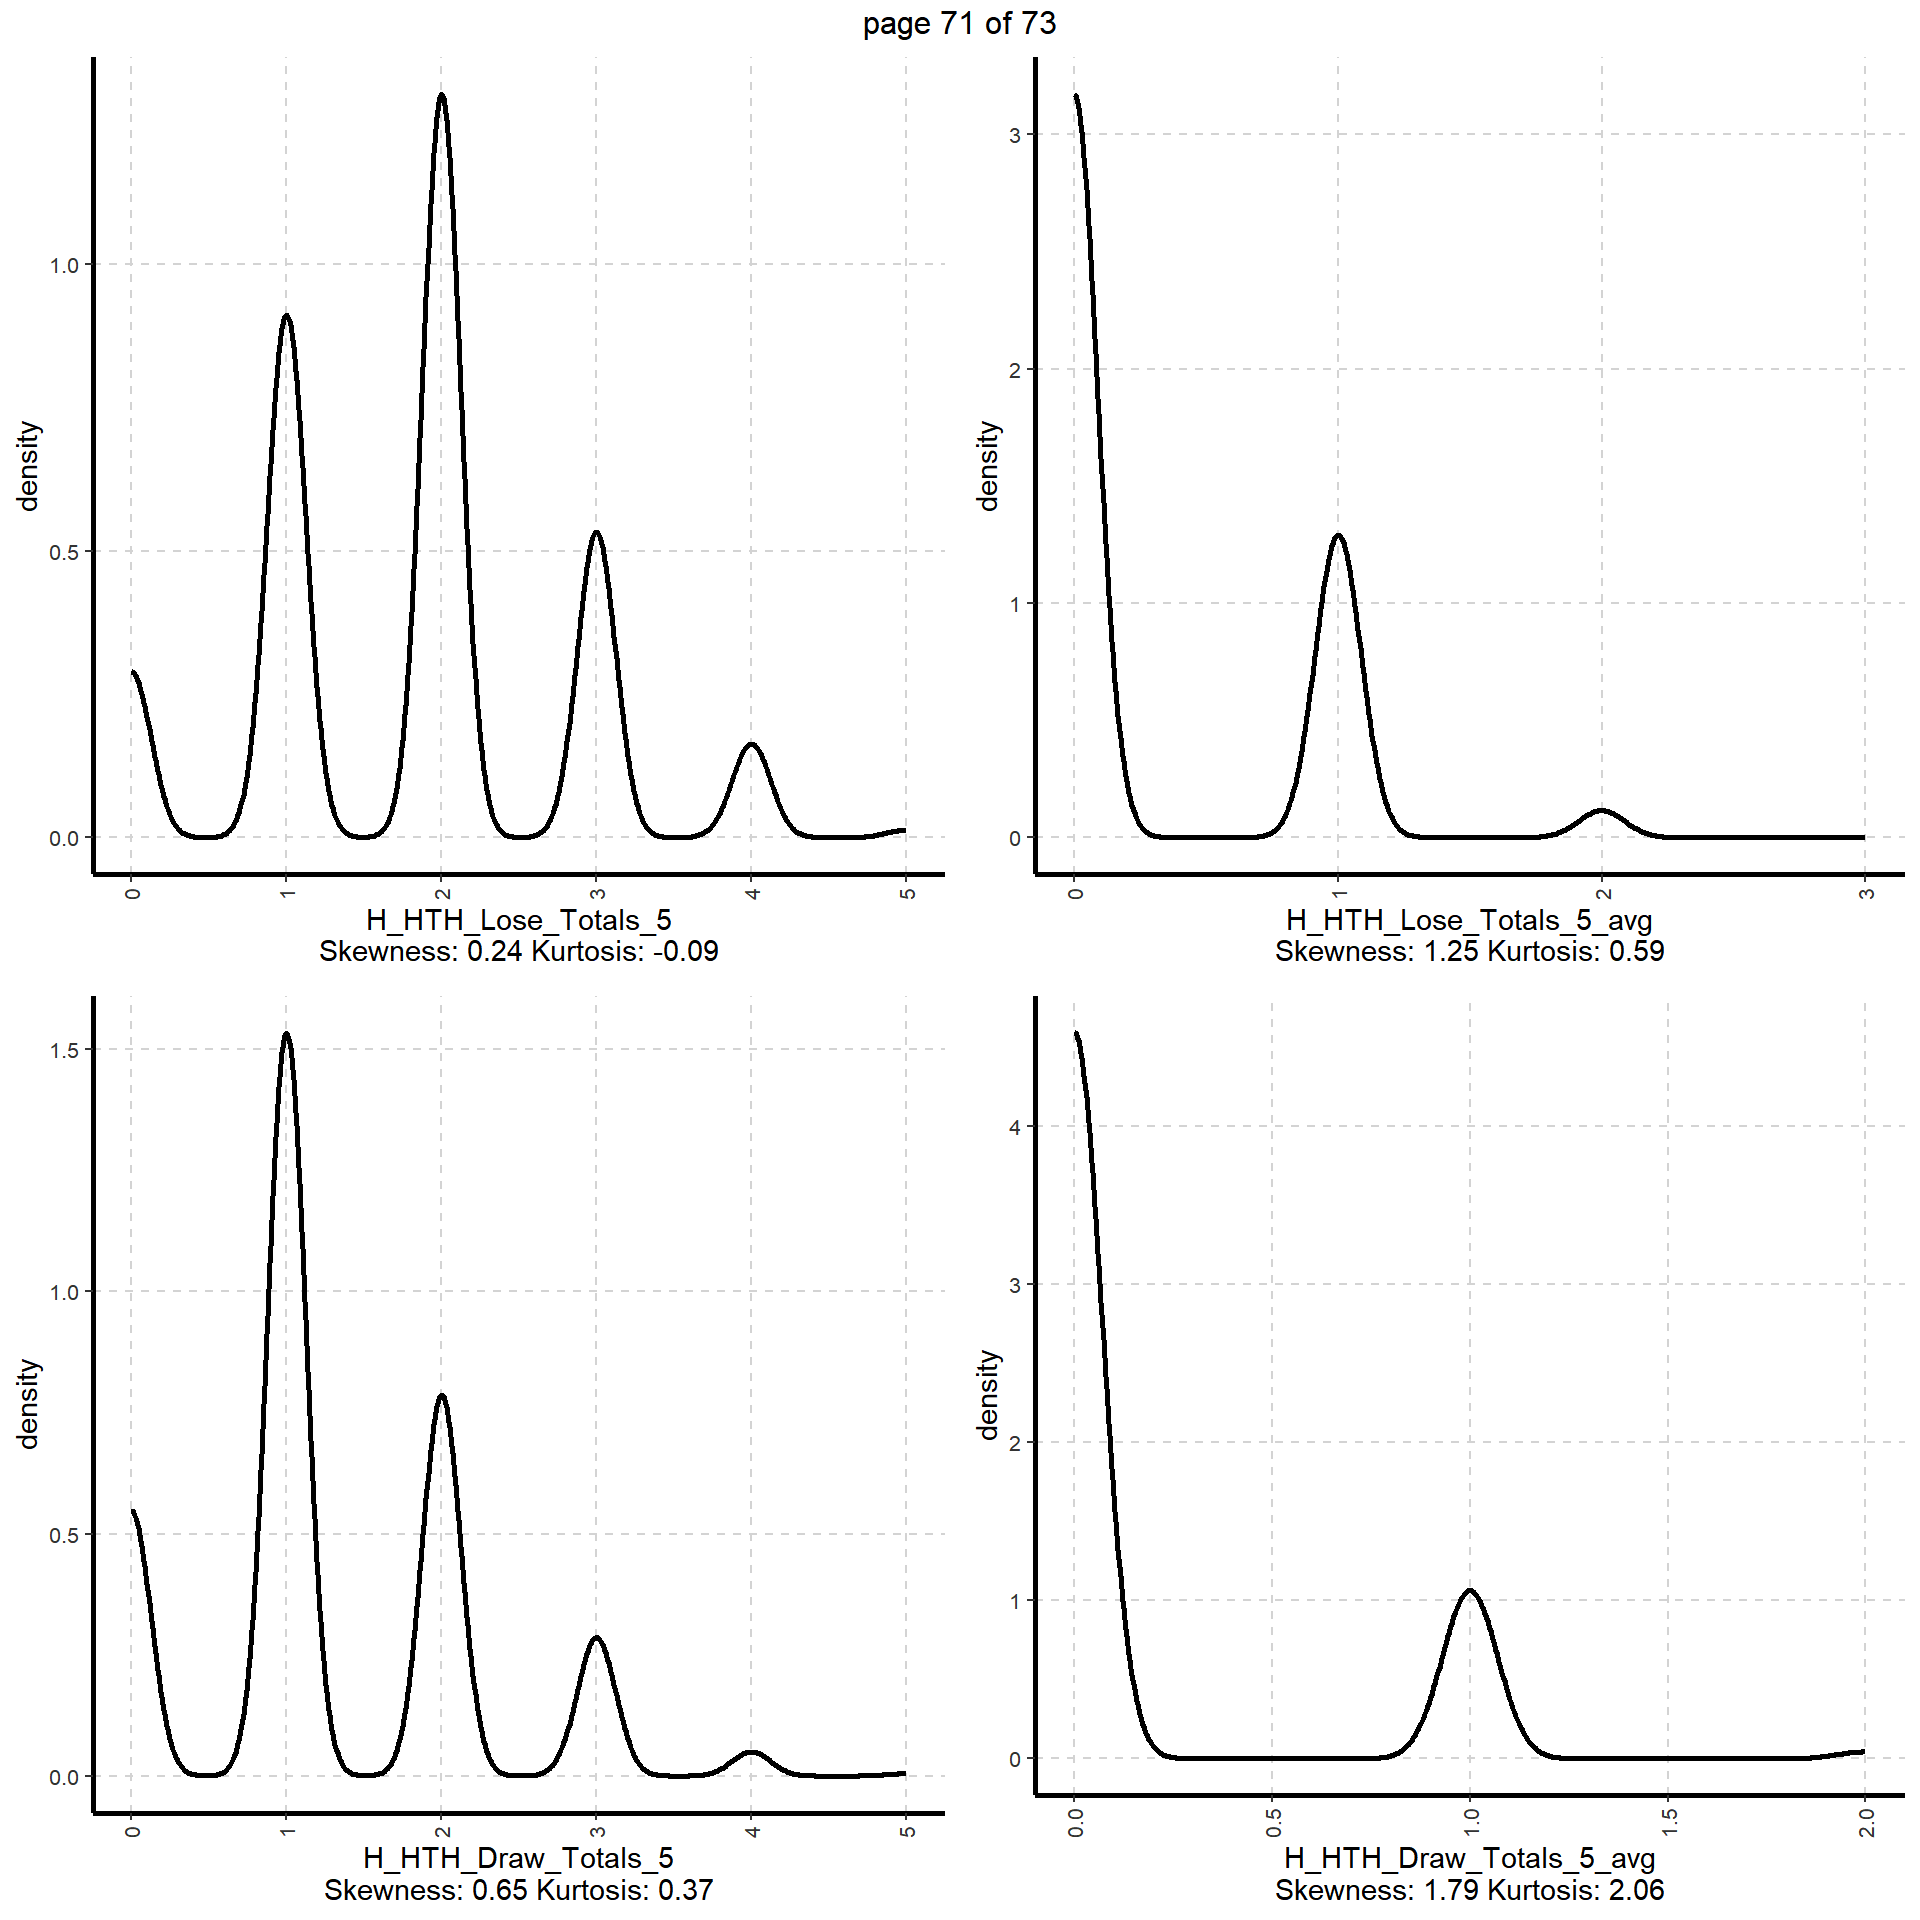 page 71 of 73
density
1.0
0.5
0.0
0
1
2
3
4
5
H_HTH_Lose_Totals_5
Skewness: 0.24 Kurtosis: -0.09
density
3
2
1
0
0
1
2
3
H_HTH_Lose_Totals_5_avg
Skewness: 1.25 Kurtosis: 0.59
density
1.5
1.0
0.5
0.0
0
1
2
3
4
5
H_HTH_Draw_Totals_5
Skewness: 0.65 Kurtosis: 0.37
density
4
3
2
1
0
0.0
0.5
1.0
1.5
2.0
H_HTH_Draw_Totals_5_avg
Skewness: 1.79 Kurtosis: 2.06